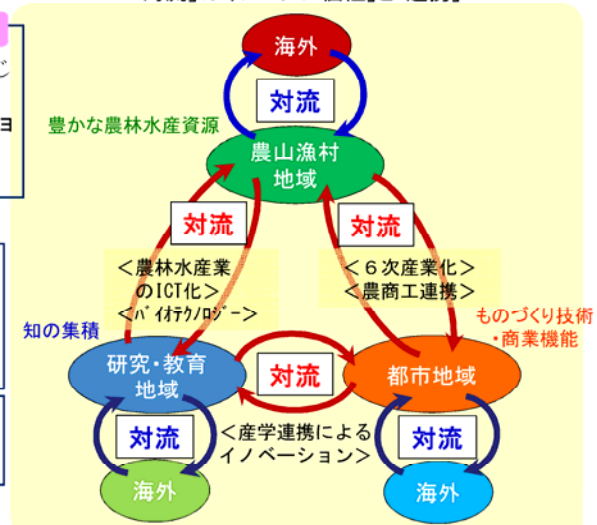 海外
じ
対流
ョ
豊かな農林水産資源
農山漁村
地域
対流
対流
＜農林水産業
のICT化＞
＜ﾊﾞｲｵﾃｸﾉﾛｼﾞｰ＞
＜６次産業化＞
＜農商工連携＞
知の集積
ものづくり技術
・商業機能
研究・教育
地域
対流
都市地域
対流
＜産学連携による
イノベーション＞
対流
海外
海外